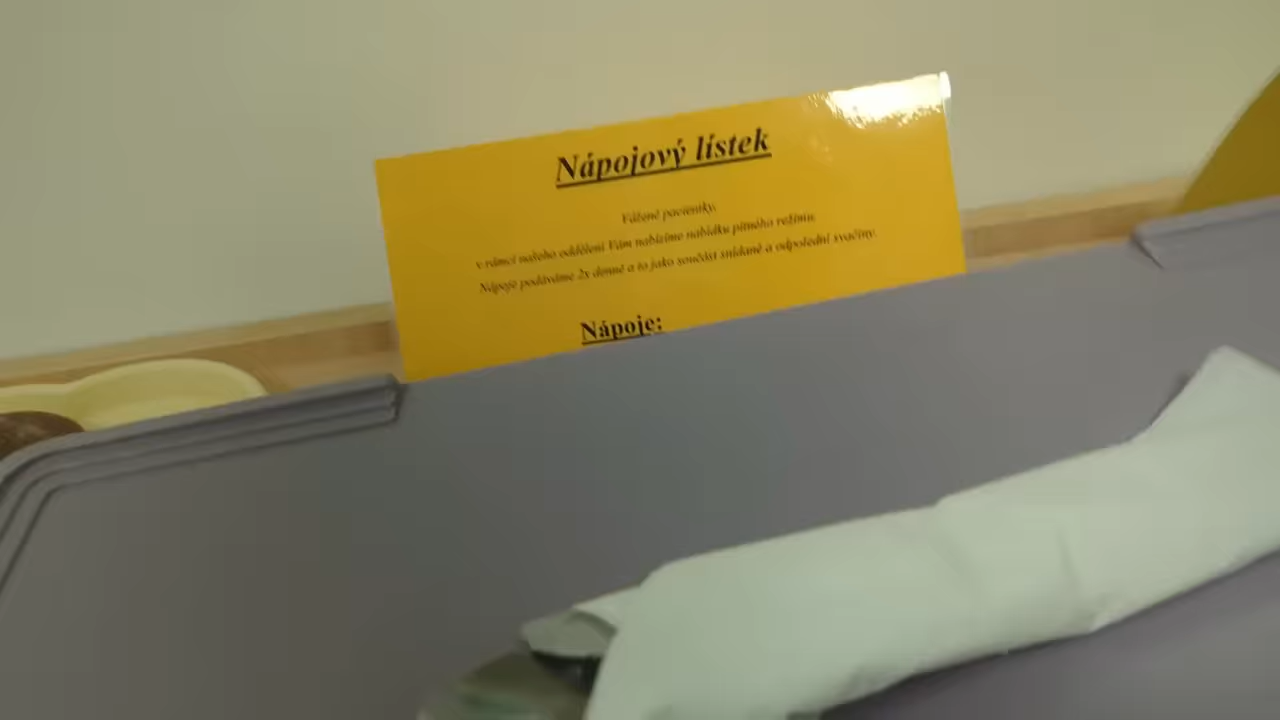 Nápojový lístek
Vážené pacientky,
v rámci našeho oddělení Vám nabízíme nabídku pitného režimu.
Nápoje podáváme 2x denně a to jako součást snídaně a odpolední svačiny.
Nápoje: